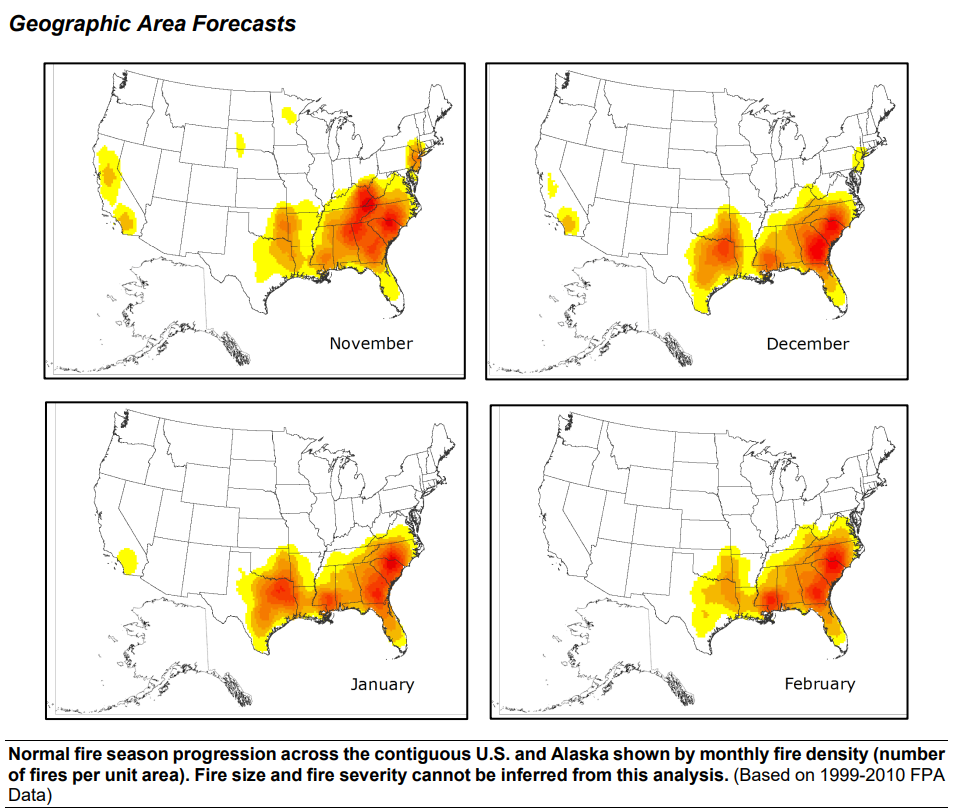 Geographic Area Forecasts
November
December
January
February
Normal fire season progression across the contiguous U.S. and Alaska shown by monthly fire density (number
of fires per unit area). Fire size and fire severity cannot be inferred from this analysis. (Based on 1999-2010 FPA
Data)